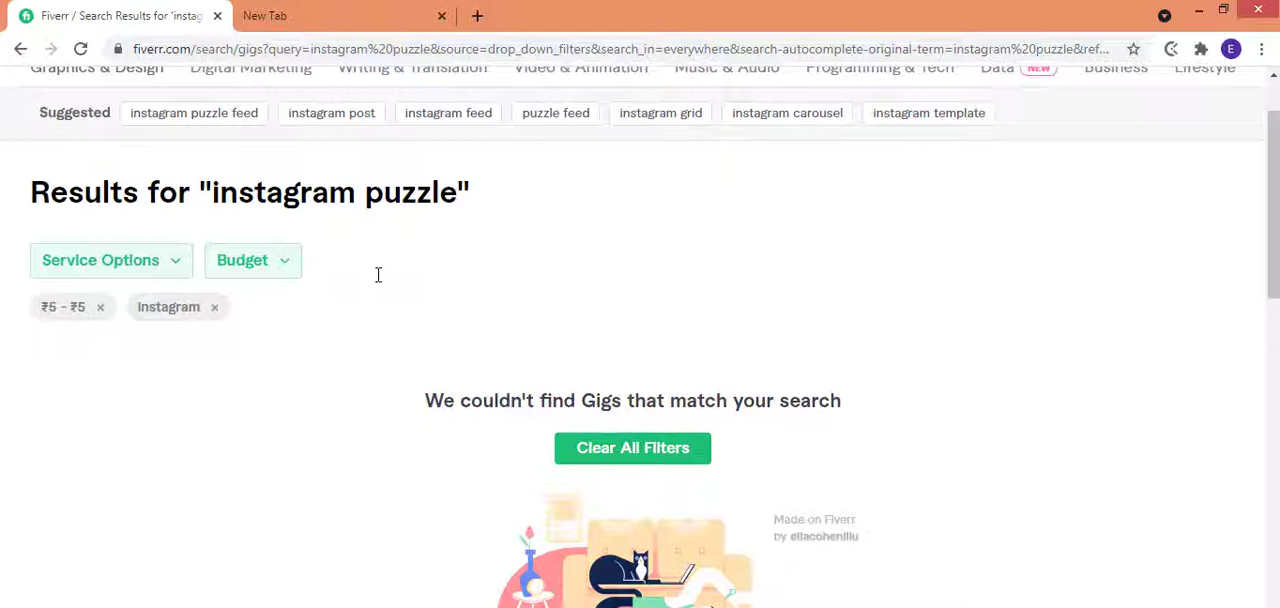 Fiverr / Search Results for 'instag
New Tab
fiverr.com/search/gigs?query=instagram%20puzzle&source=drop_down_filters&search_in=everywhere&search-autocomplete-original-term=instagram%20puzzle&ref...
E
Graphics & Design Digital Marketing Writing & Translation Video & Animation Music & Audio Programming & Tech Data NEW Business Lifestyle
Suggested instagram puzzle feed instagram post instagram feed puzzle feed instagram grid instagram carousel instagram template
Results for "instagram puzzle"
Service Options Budget
₹5 - ₹5 Instagram
We couldn't find Gigs that match your search
Clear All Filters
Made on Fiverr
by